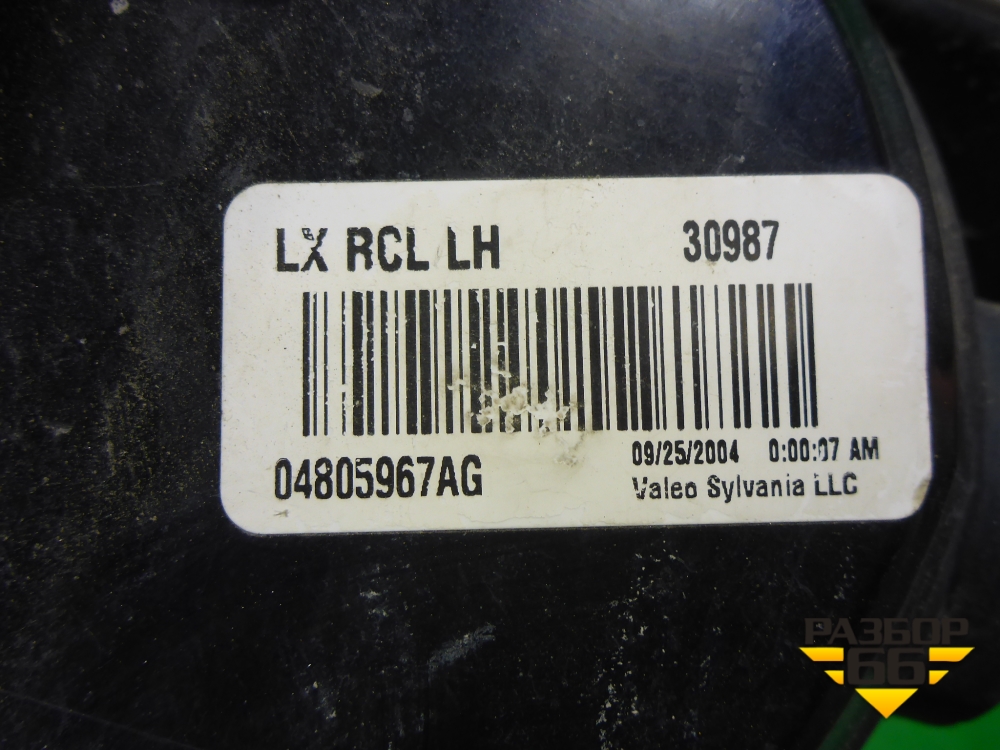 LX RCL LH 30987
04805967AG
09/25/2004 0:00:07 AM
Valeo Sylvania LLC
РАЗБОР
66